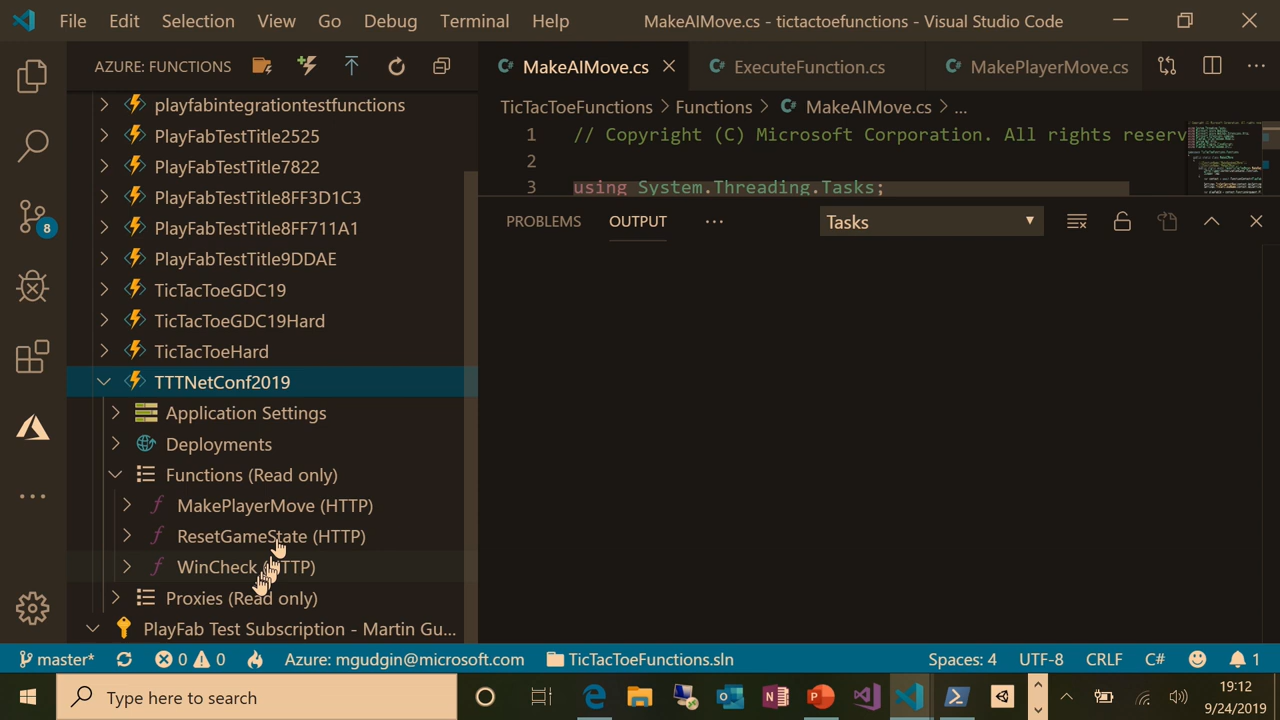 File Edit Selection View Go Debug Terminal Help MakeAIMove.cs - tictactoefunctions - Visual Studio Code
AZURE: FUNCTIONS
MakeAIMove.cs ExecuteFunction.cs MakePlayerMove.cs
TicTacToeFunctions > Functions > MakeAIMove.cs > ...
1 // Copyright (C) Microsoft Corporation. All rights reserv
2
3 using System.Threading.Tasks;
PROBLEMS OUTPUT ... Tasks
playfabintegrationtestfunctions
PlayFabTestTitle2525
PlayFabTestTitle7822
PlayFabTestTitle8FF3D1C3
PlayFabTestTitle8FF711A1
PlayFabTestTitle9DDAE
TicTacToeGDC19
TicTacToeGDC19Hard
TicTacToeHard
TTTNetConf2019
Application Settings
Deployments
Functions (Read only)
MakePlayerMove (HTTP)
ResetGameState (HTTP)
WinCheck (HTTP)
Proxies (Read only)
PlayFab Test Subscription - Martin Gu...
8
master* 0 0 Azure: mgudgin@microsoft.com TicTacToeFunctions.sln Spaces: 4 UTF-8 CRLF C# 1
Type here to search
19:12
9/24/2019